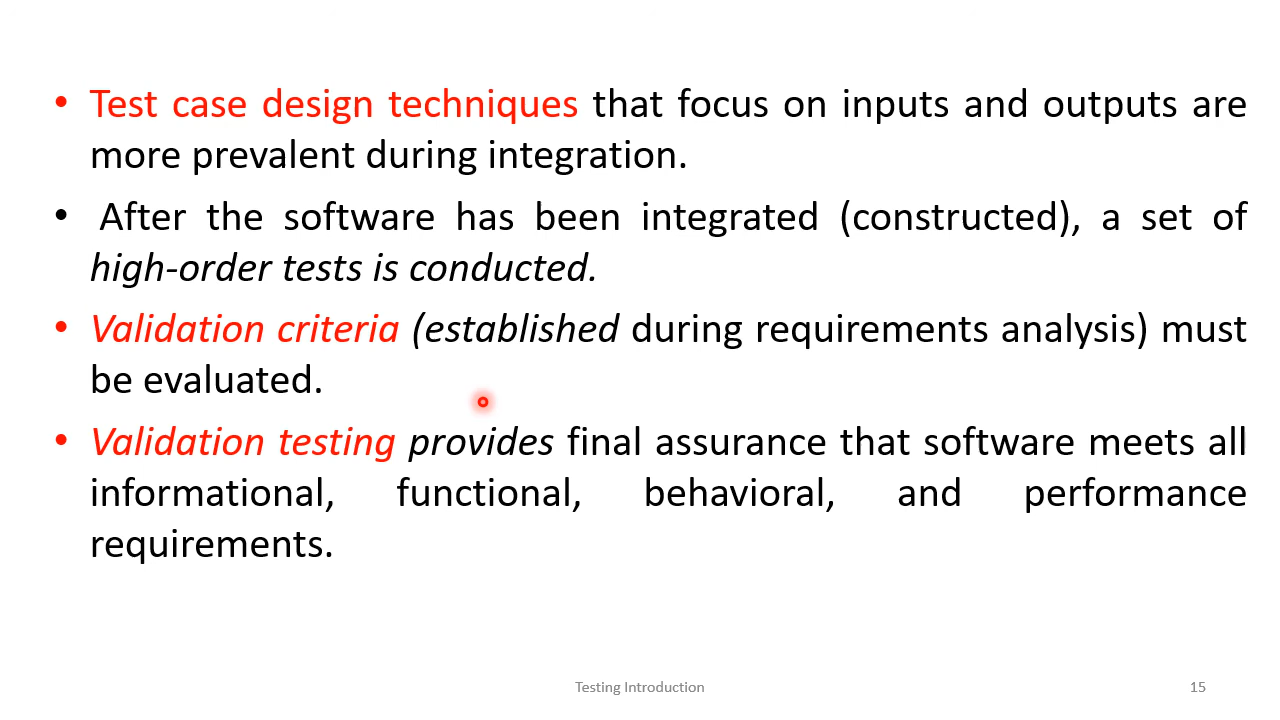 • Test case design techniques that focus on inputs and outputs are
more prevalent during integration.
• After the software has been integrated (constructed), a set of
high-order tests is conducted.
• Validation criteria (established during requirements analysis) must
be evaluated.
• Validation testing provides final assurance that software meets all
informational, functional, behavioral, and performance
requirements.
Testing Introduction
15